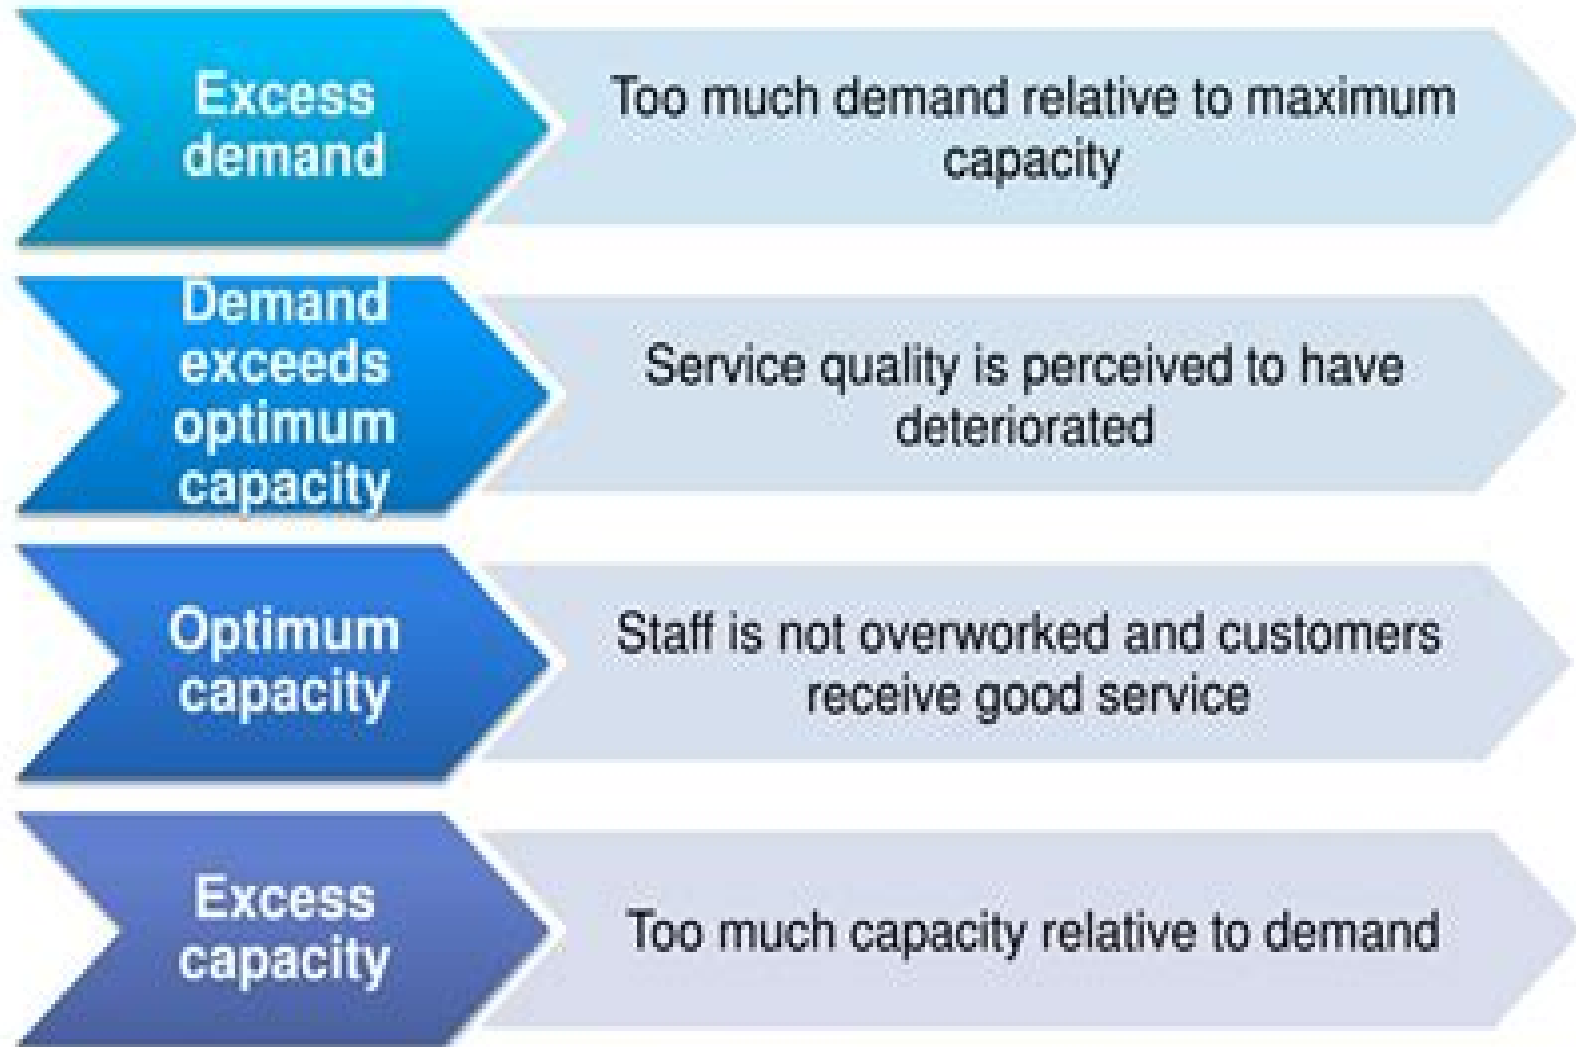 Excess
demand
Too much demand relative to maximum
capacity
Demand
exceeds
optimum
capacity
Service quality is perceived to have
deteriorated
Optimum
capacity
Staff is not overworked and customers
receive good service
Excess
capacity
Too much capacity relative to demand